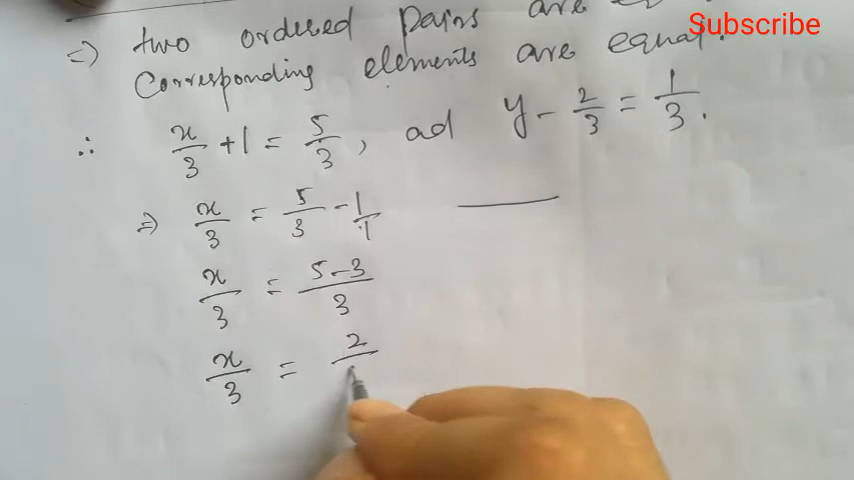 Subscribe
=> two ordered pairs are
Corresponding elements are equal.
∴ x/3 + 1 = 5/3, ad y - 2/3 = 1/3.
=> x/3 = 5/3 - 1/1
x/3 = 5-3/3
x/3 = 2/